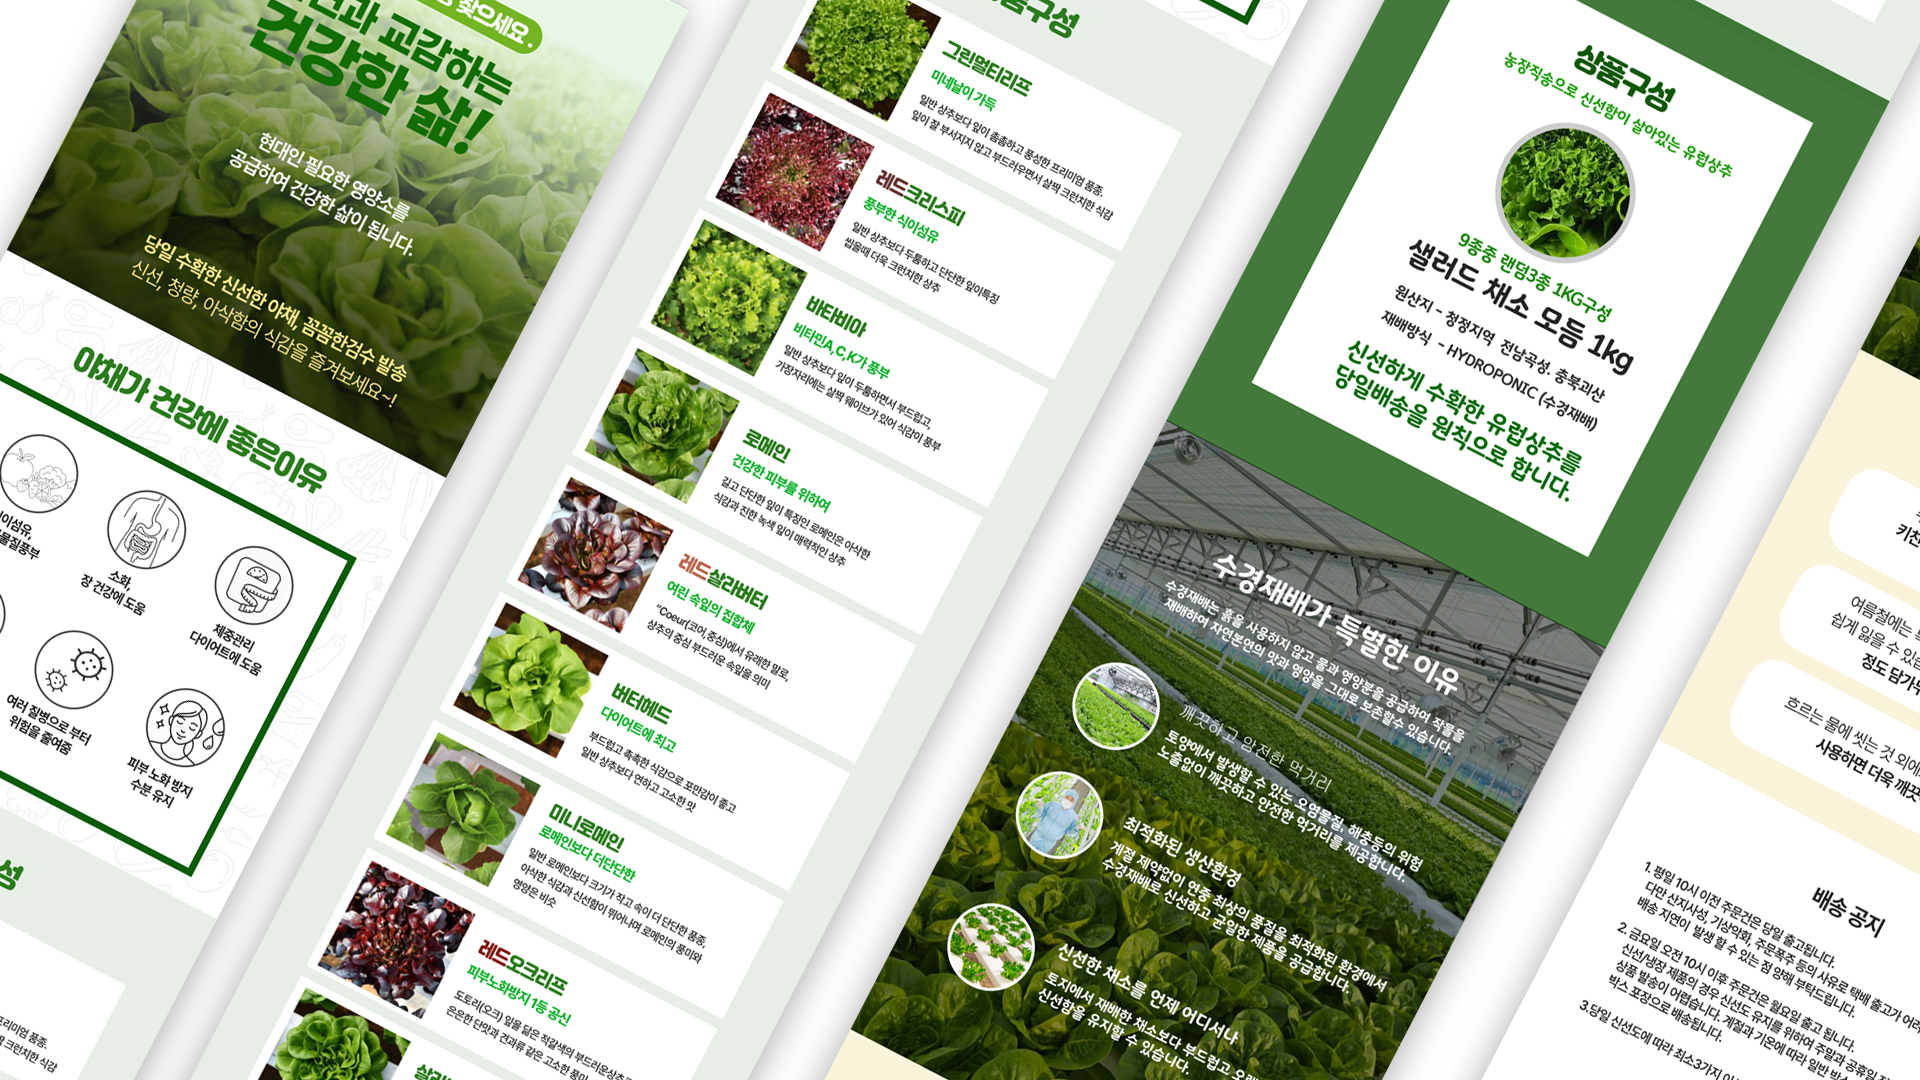 찾으세요.
교감하는
건강한 삶!
현대인 필요한 영양소를
공급하여 건강한 삶이 됩니다.
당일 수확한 신선한 야채, 꼼꼼한검수 발송
신선, 청량, 아삭함의 식감을 즐겨보세요~!
야채가 건강에 좋은이유
소화,
장 건강에 도움
체중관리
다이어트에 도움
여러 질병으로 부터
위험을 줄여줌
피부 노화 방지
수분 유지
프리미엄 품종.
크런치한 식감
그린멀티리프
미네날이 가득
일반 상추보다 잎이 촘촘하고 풍성한 프리미엄 품종.
잎이 잘 부서지지 않고 부드러우면서 살짝 크런치한 식감
레드크리스피
풍부한 식이섬유
일반 상추보다 두툼하고 단단한 잎이특징
씹을때 더욱 크런치한 상추
바타비아
비타민A,C,K가 풍부
일반 상추보다 잎이 두툼하면서 부드럽고,
가장자리에는 살짝 웨이브가 있어 식감이 풍부
로메인
건강한 피부를 위하여
길고 단단한 잎이 특징인 로메인은 아삭한
식감과 진한 녹색 잎이 매력적인 상추
레드살라버터
여린 속잎의 집합체
"Coeur(코어,중심)에서 유래한 말로,
상추의 중심 부드러운 속잎을 의미
버터헤드
다이어트에 최고
부드럽고 촉촉한 식감으로 포만감이 좋고
일반 상추보다 연하고 고소한 맛
미니로메인
로메인보다 더단단한
일반 로메인보다 크기가 작고 속이 더 단단한 품종,
아삭한 식감과 신선함이 뛰어나며 로메인의 풍미와
영양은 비슷
레드오크리프
피부노화방지 1등 공신
도토리(오크) 잎을 닮은 적갈색의 부드러운상추
은은한 단맛과 견과류 같은 고소한 풍미
상품구성
농장직송으로 신선함이 살아있는 유럽상추
9종중 랜덤3종 1KG구성
샐러드 채소 모듬 1kg
원산지 - 청정지역 전남곡성. 충북괴산
재배방식 - HYDROPONIC (수경재배)
신선하게 수확한 유럽상추를
당일배송을 원칙으로 합니다.
수경재배가 특별한 이유
수경재배는 흙을 사용하지 않고 물과 영양분을 공급하여 작물을
재배하여 자연본연의 맛과 영양을 그대로 보존할수 있습니다.
깨끗하고 안전한 먹거리
토양에서 발생할 수 있는 오염물질, 해충등의 위험
노출없이 깨끗하고 안전한 먹거리를 제공합니다.
최적화된 생산환경
계절 제약없이 연중 최상의 품질을 최적화된 환경에서
수경재배로 신선하고 균일한 제품을 공급합니다.
신선한 채소를 언제 어디서나
토지에서 재배한 채소보다 부드럽고
신선함을 유지할 수 있습니다.
여름철에는
쉽게 잃을 수
정도 담가두
흐르는 물에 씻는 것 외에
사용하면 더욱 깨끗
배송 공지
1. 평일 10시 이전 주문건은 당일 출고됩니다.
다만 산지사정, 기상악화, 주문폭주 등의 사유로 택배 출고가
배송 지연이 발생 할 수 있는 점 양해 부탁드립니다.
2. 금요일 오전 10시 이후 주문건은 월요일 출고 됩니다.
신선/냉장 제품의 경우 신선도 유지를 위하여 주말과 공휴일
상품 발송이 어렵습니다. 계절과 기온에 따라 일반
박스 포장으로 배송됩니다.
3.당일 신선도에 따라 최소3가지